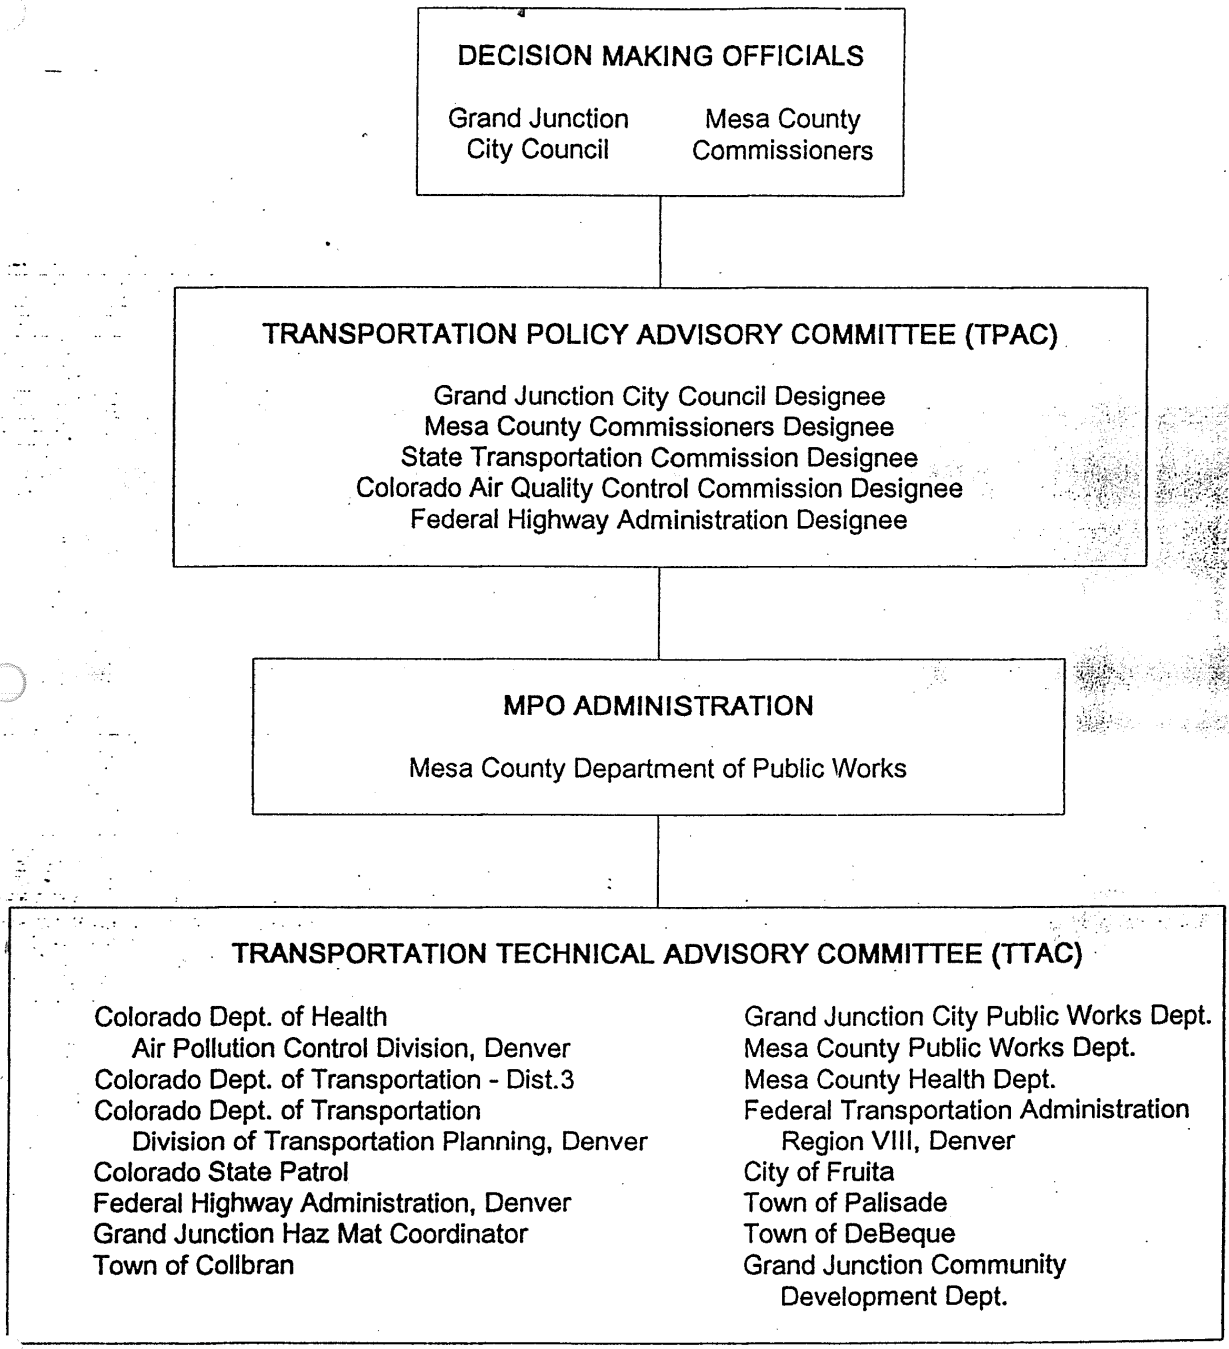 DECISION MAKING OFFICIALS
Grand Junction
City Council
Mesa County
Commissioners
TRANSPORTATION POLICY ADVISORY COMMITTEE (TPAC)
Grand Junction City Council Designee
Mesa County Commissioners Designee
State Transportation Commission Designee
Colorado Air Quality Control Commission Designee
Federal Highway Administration Designee
MPO ADMINISTRATION
Mesa County Department of Public Works
TRANSPORTATION TECHNICAL ADVISORY COMMITTEE (TTAC)
Colorado Dept. of Health
Air Pollution Control Division, Denver
Colorado Dept. of Transportation - Dist.3
Colorado Dept. of Transportation
Division of Transportation Planning, Denver
Colorado State Patrol
Federal Highway Administration, Denver
Grand Junction Haz Mat Coordinator
Town of Collbran
Grand Junction City Public Works Dept.
Mesa County Public Works Dept.
Mesa County Health Dept.
Federal Transportation Administration
Region VIII, Denver
City of Fruita
Town of Palisade
Town of DeBeque
Grand Junction Community
Development Dept.